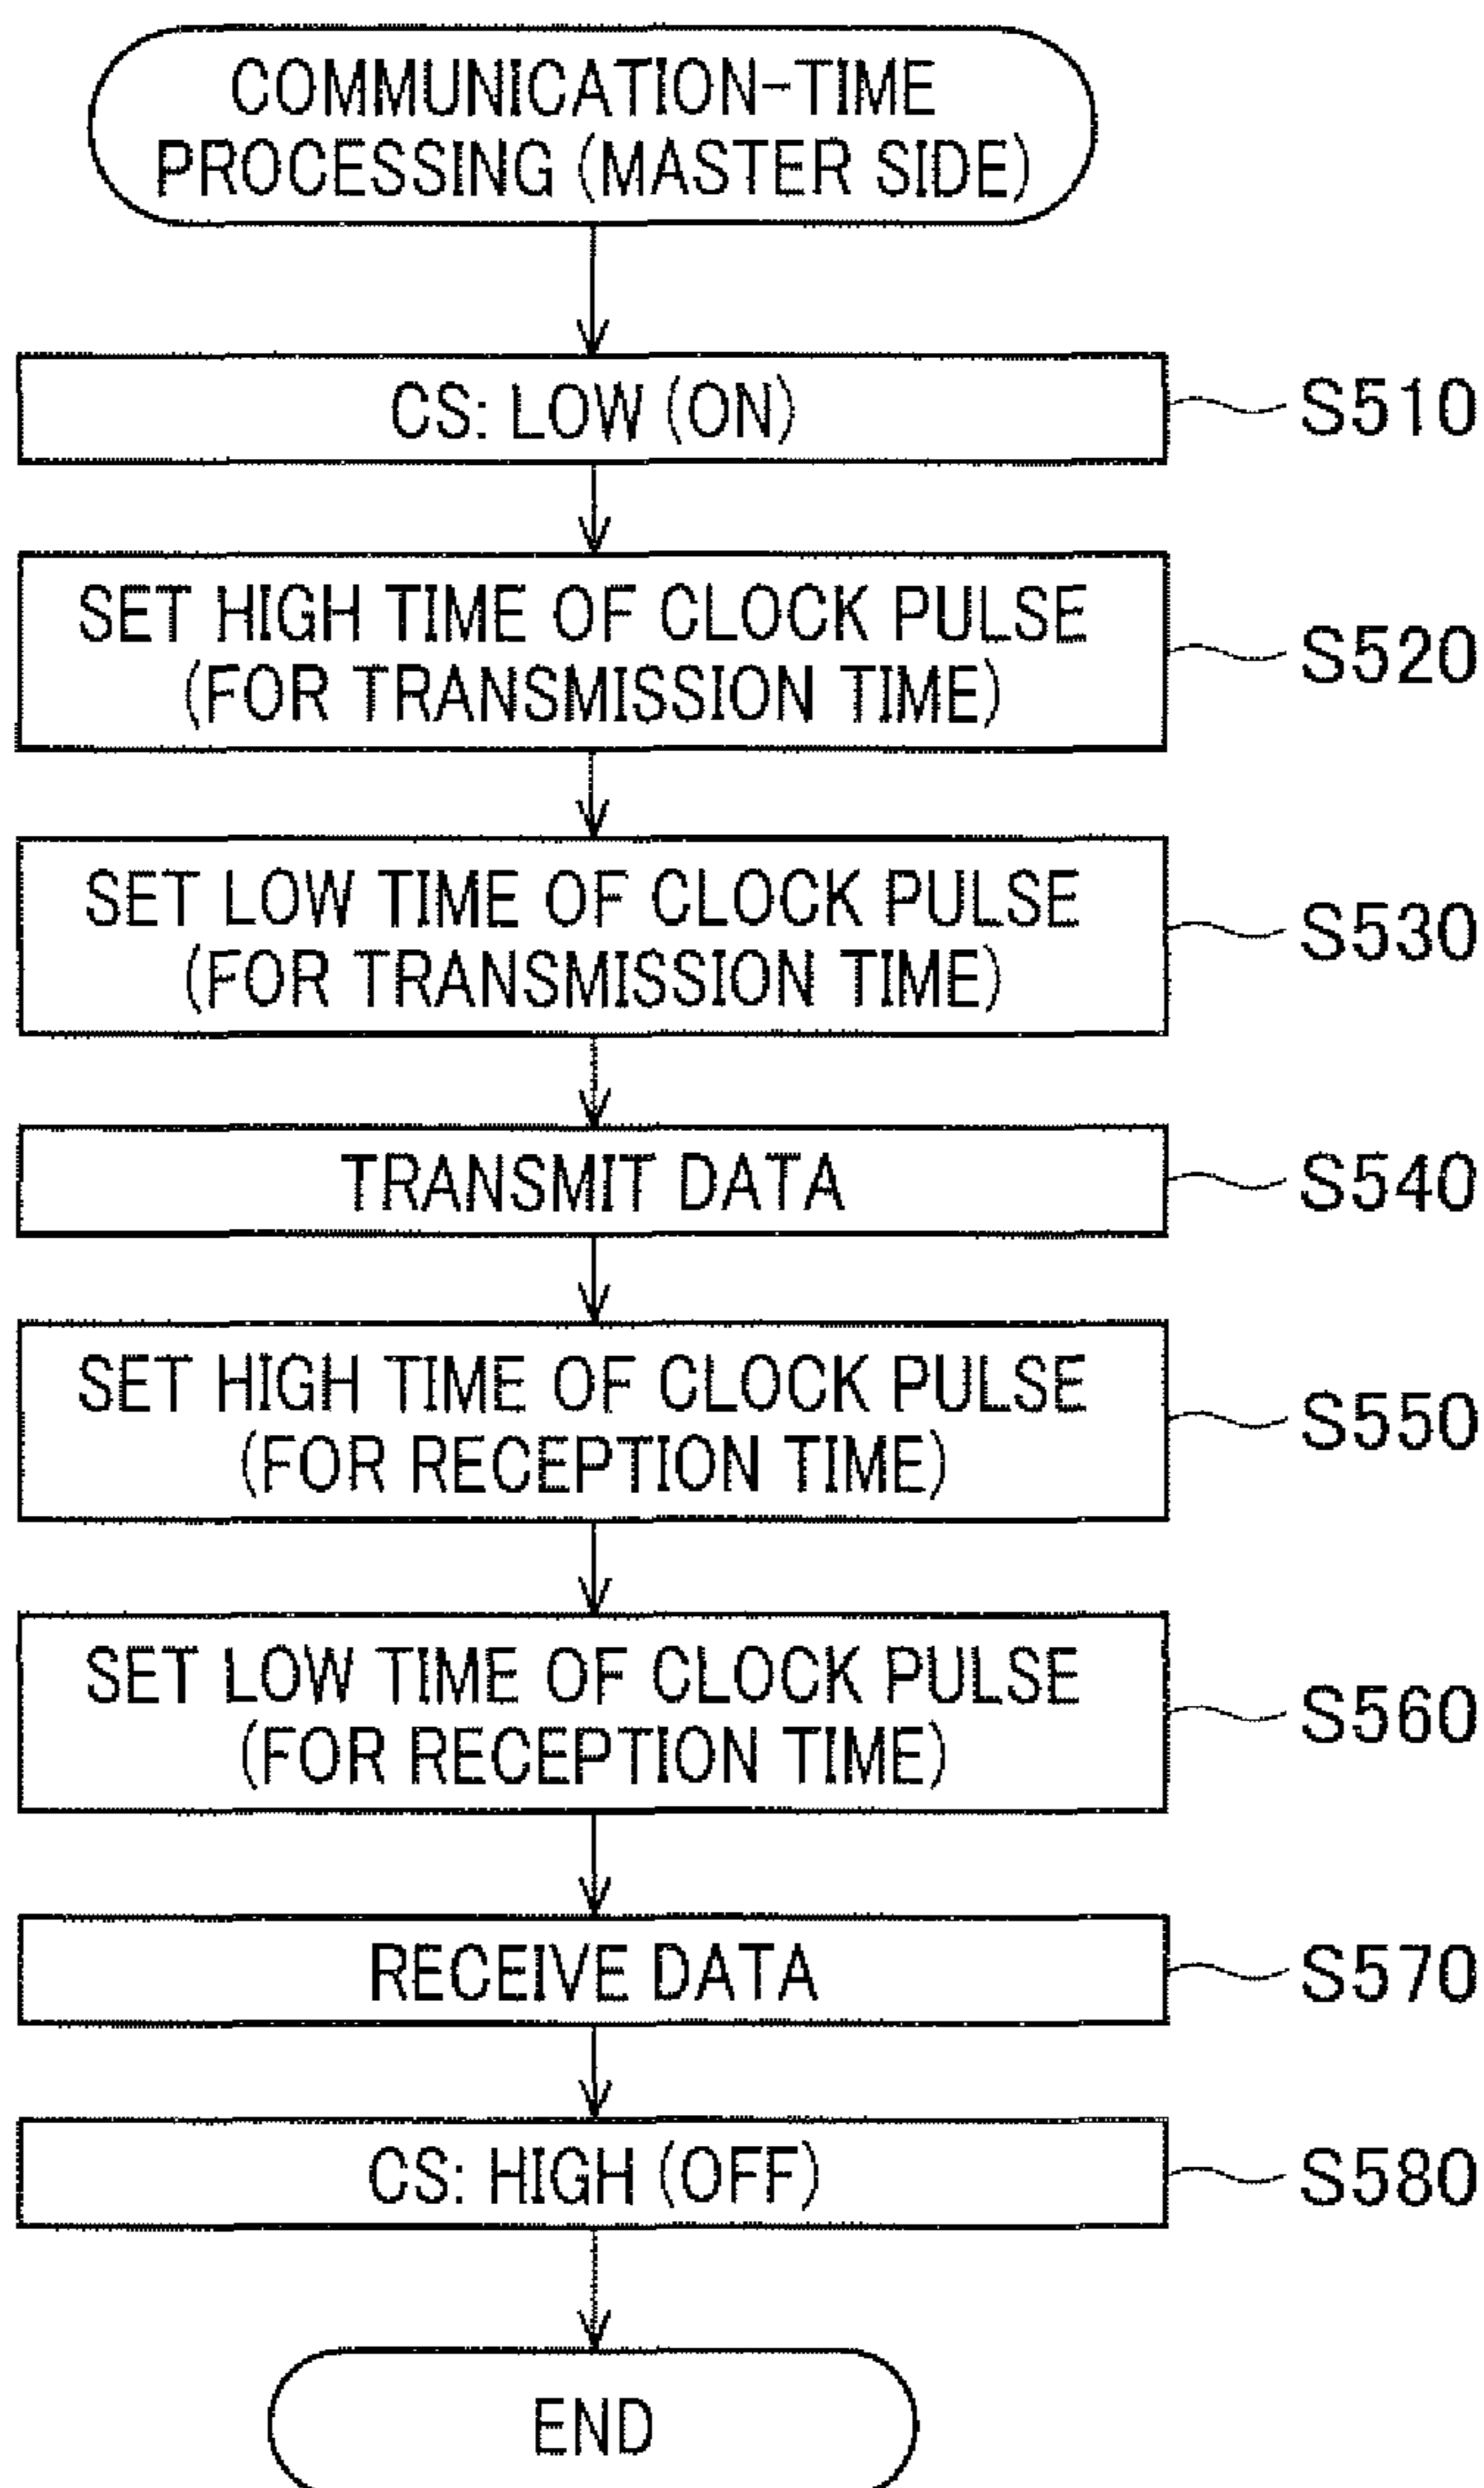 COMMUNICATION-TIME
PROCESSING (MASTER SIDE)
CS: LOW (ON)
S510
SET HIGH TIME OF CLOCK PULSE
(FOR TRANSMISSION TIME)
S520
SET LOW TIME OF CLOCK PULSE
(FOR TRANSMISSION TIME)
S530
TRANSMIT DATA
S540
SET HIGH TIME OF CLOCK PULSE
(FOR RECEPTION TIME)
S550
SET LOW TIME OF CLOCK PULSE
(FOR RECEPTION TIME)
S560
RECEIVE DATA
S570
CS: HIGH (OFF)
S580
END